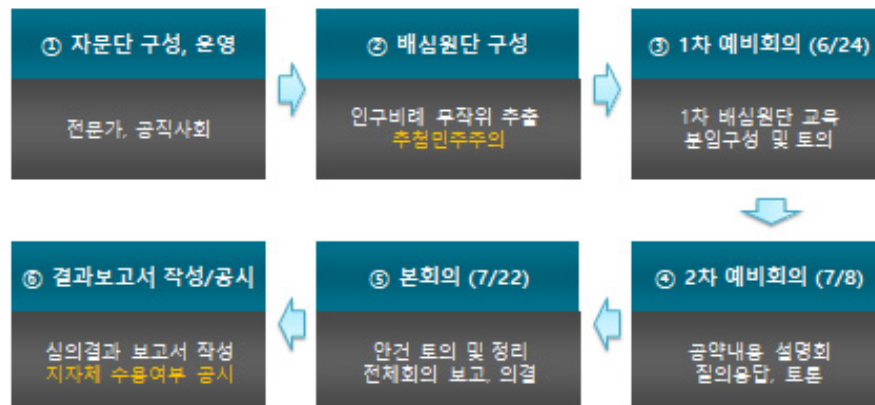 ① 자문단 구성, 운영
전문가, 공직사회
② 배심원단 구성
인구비례 무작위 추출
추첨민주주의
③ 1차 예비회의 (6/24)
1차 배심원단 교육
분임구성 및 토의
④ 2차 예비회의 (7/8)
공약내용 설명회
질의응답, 토론
⑤ 본회의 (7/22)
안건 토의 및 정리
전체회의 보고, 의결
⑥ 결과보고서 작성/공시
심의결과 보고서 작성
지자체 수용여부 공시